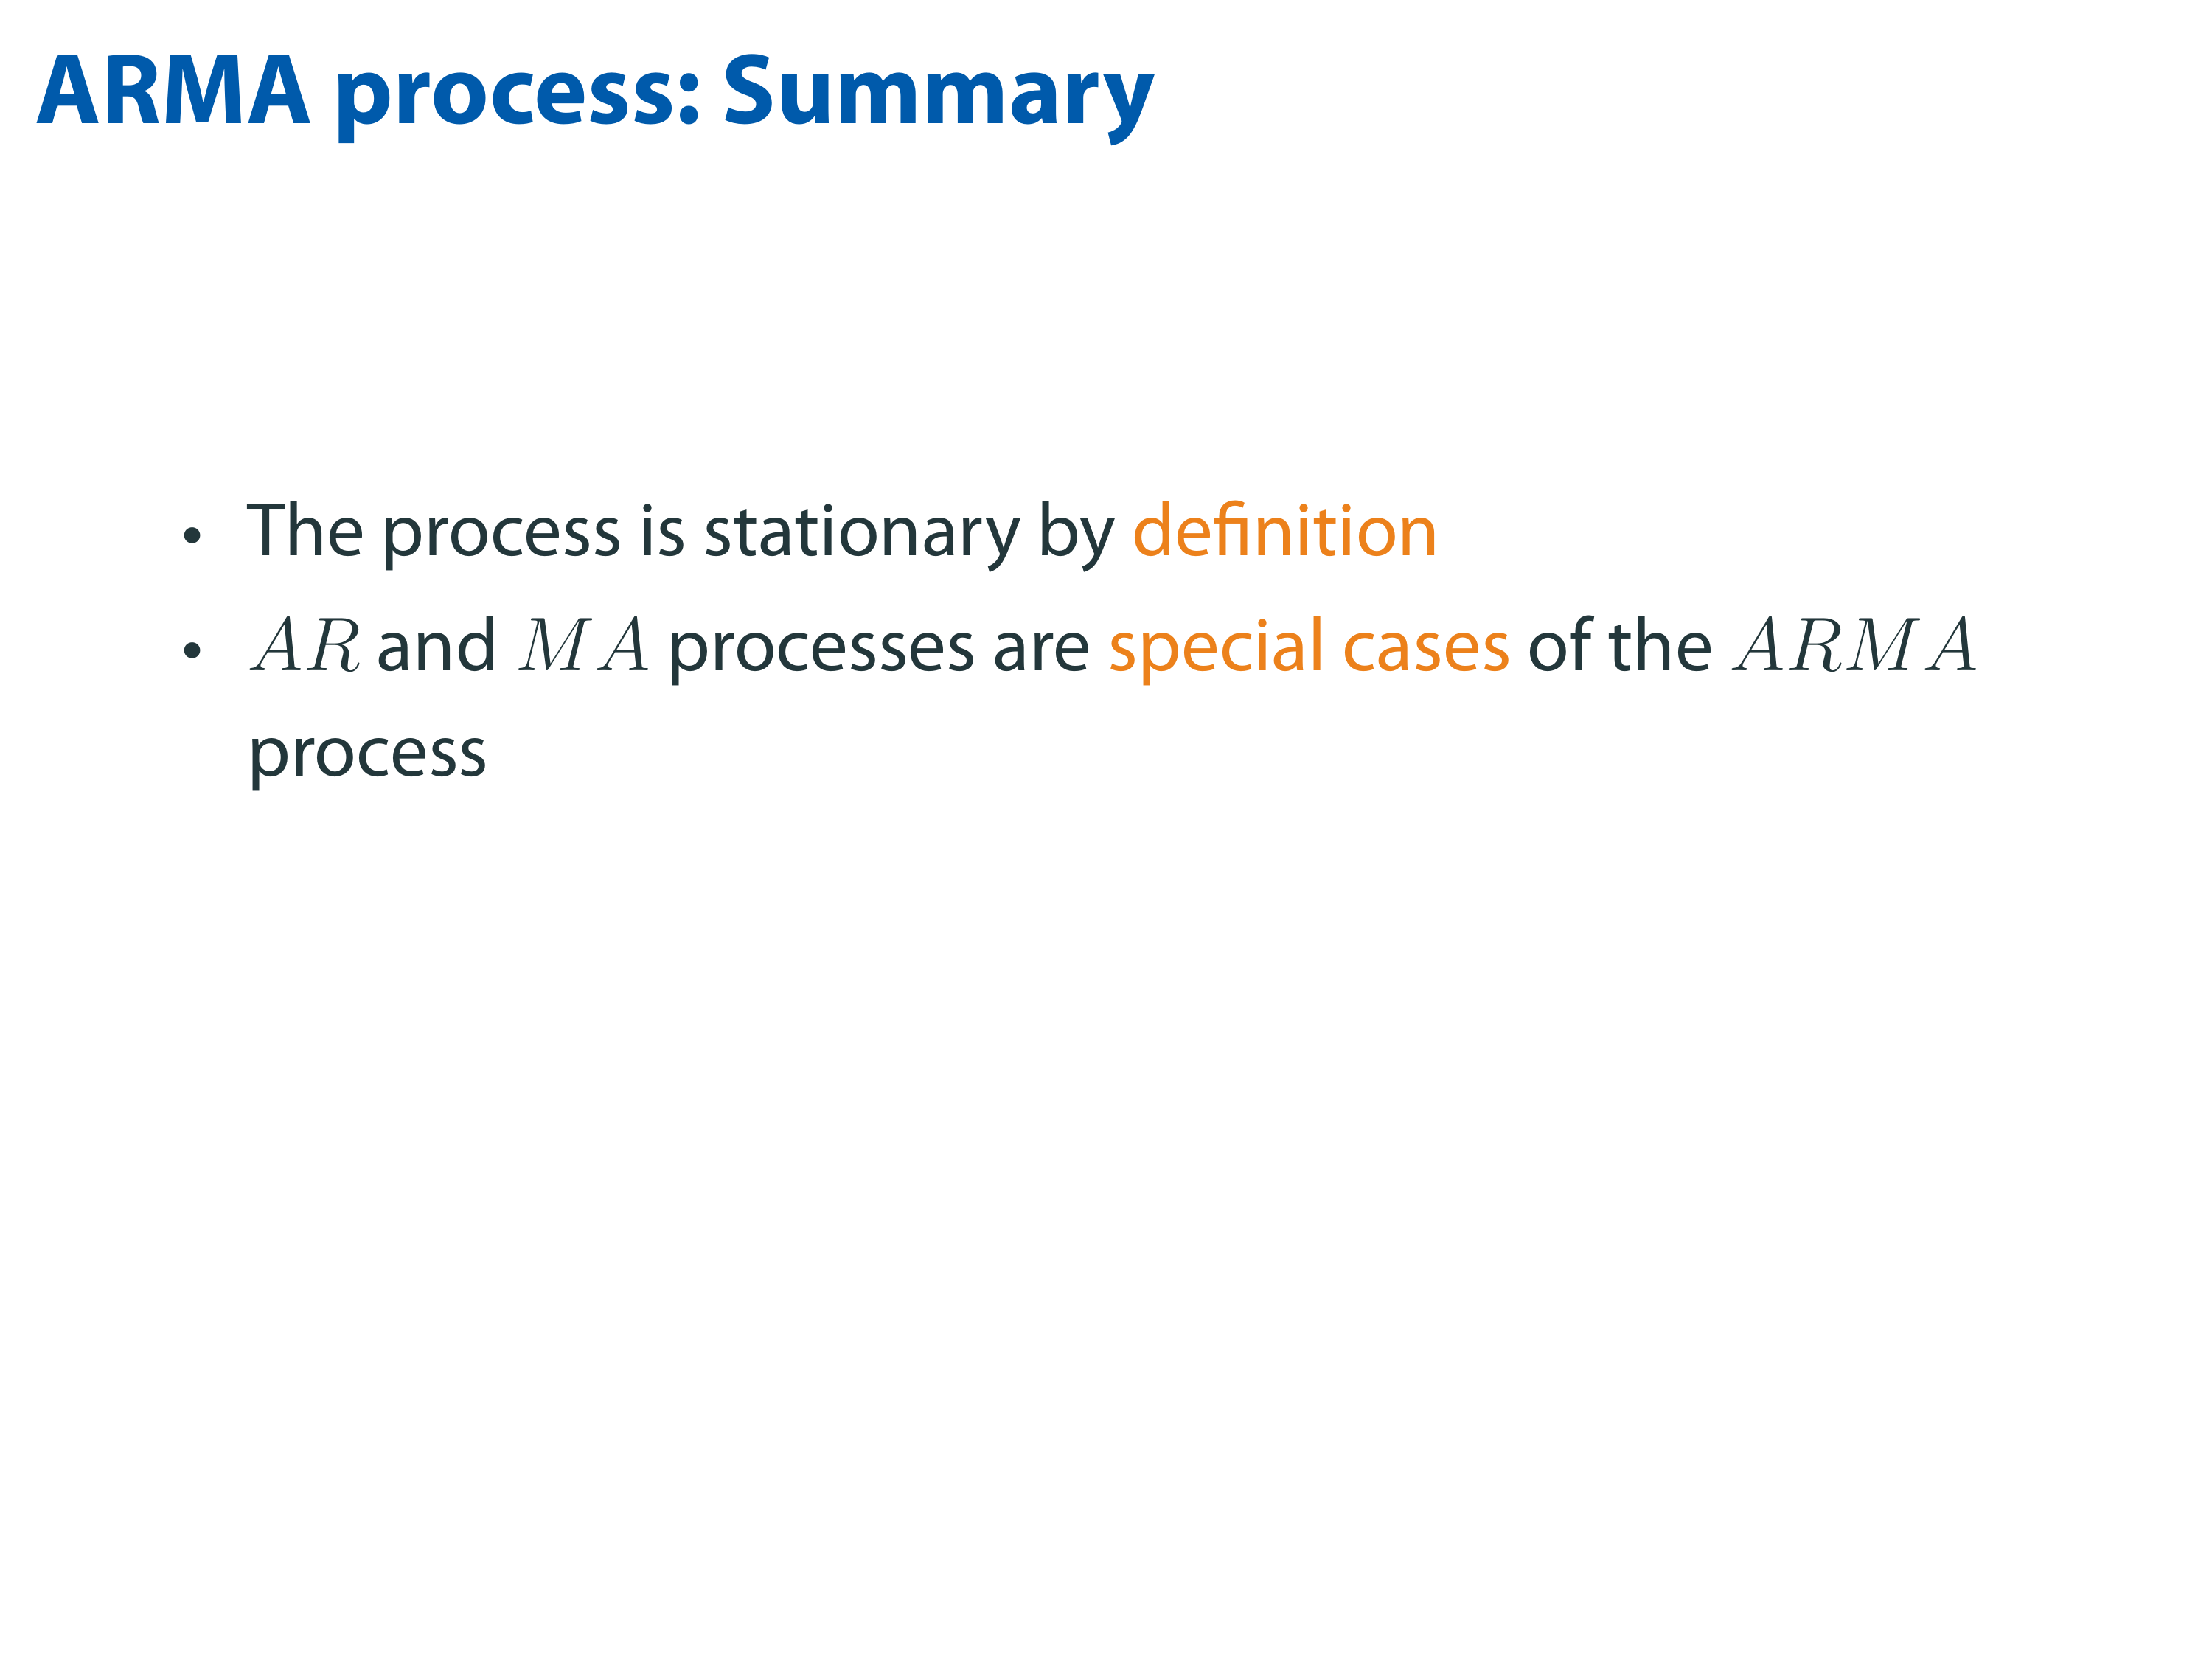 ARMA process: Summary
• The process is stationary by definition
• AR and MA processes are special cases of the ARMA
process